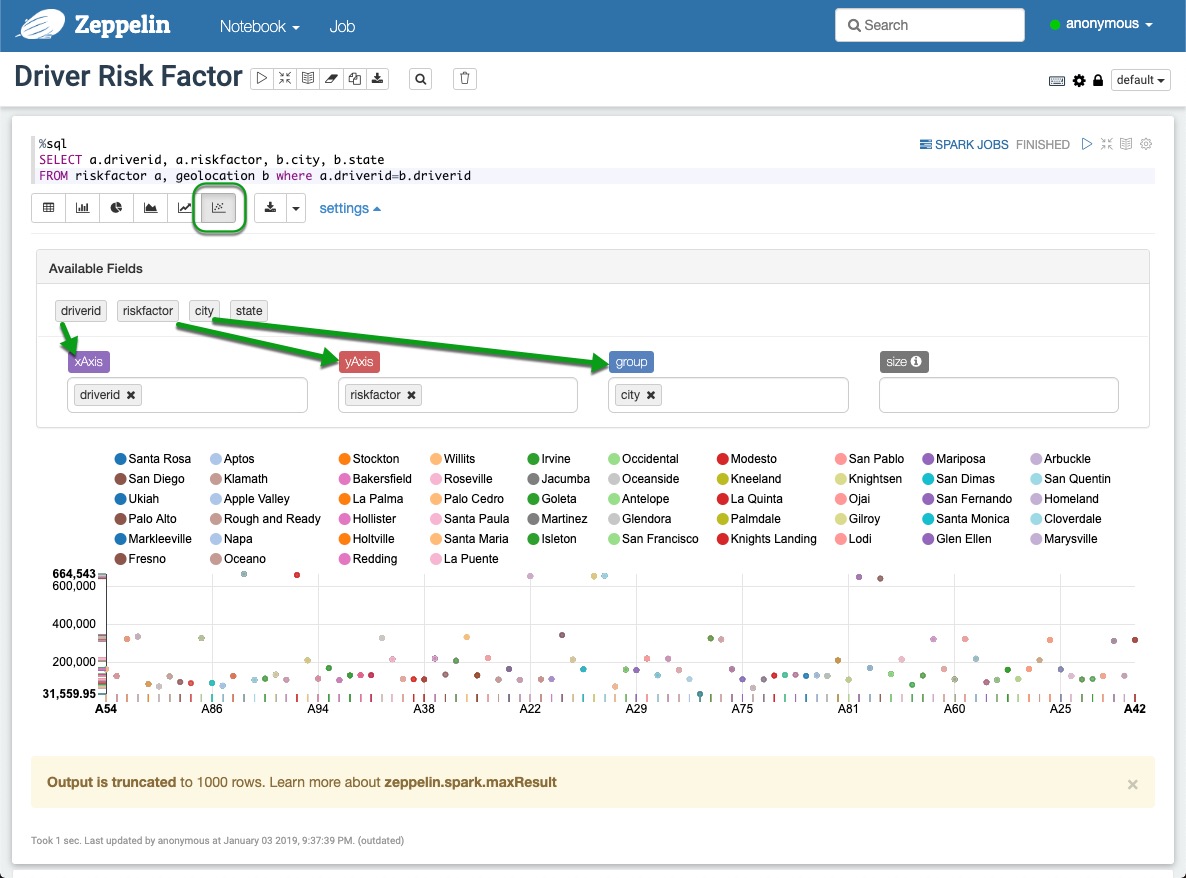 Zeppelin Notebook Job Search anonymous
Driver Risk Factor default
%sql
SPARK JOBS FINISHED
SELECT a.driverid, a.riskfactor, b.city, b.state
FROM riskfactor a, geolocation b where a.driverid=b.driverid
settings
Available Fields
driverid riskfactor city state
xAxis yAxis group size
driverid riskfactor city
Santa Rosa Aptos Stockton Willits Irvine Occidental Modesto San Pablo Mariposa Arbuckle
San Diego Klamath Bakersfield Roseville Jacumba Oceanside Kneeland Knightsen San Dimas San Quentin
Ukiah Apple Valley La Palma Palo Cedro Goleta Antelope La Quinta Ojai San Fernando Homeland
Palo Alto Rough and Ready Hollister Santa Paula Martinez Glendora Palmdale Gilroy Santa Monica Cloverdale
Markleeville Napa Holtville Santa Maria Isleton San Francisco Knights Landing Lodi Glen Ellen Marysville
Fresno Oceano Redding La Puente
664,543
600,000
400,000
200,000
31,559.95
A54 A86 A94 A38 A22 A29 A75 A81 A60 A25 A42
Output is truncated to 1000 rows. Learn more about zeppelin.spark.maxResult
Took 1 sec. Last updated by anonymous at January 03 2019, 9:37:39 PM. (outdated)